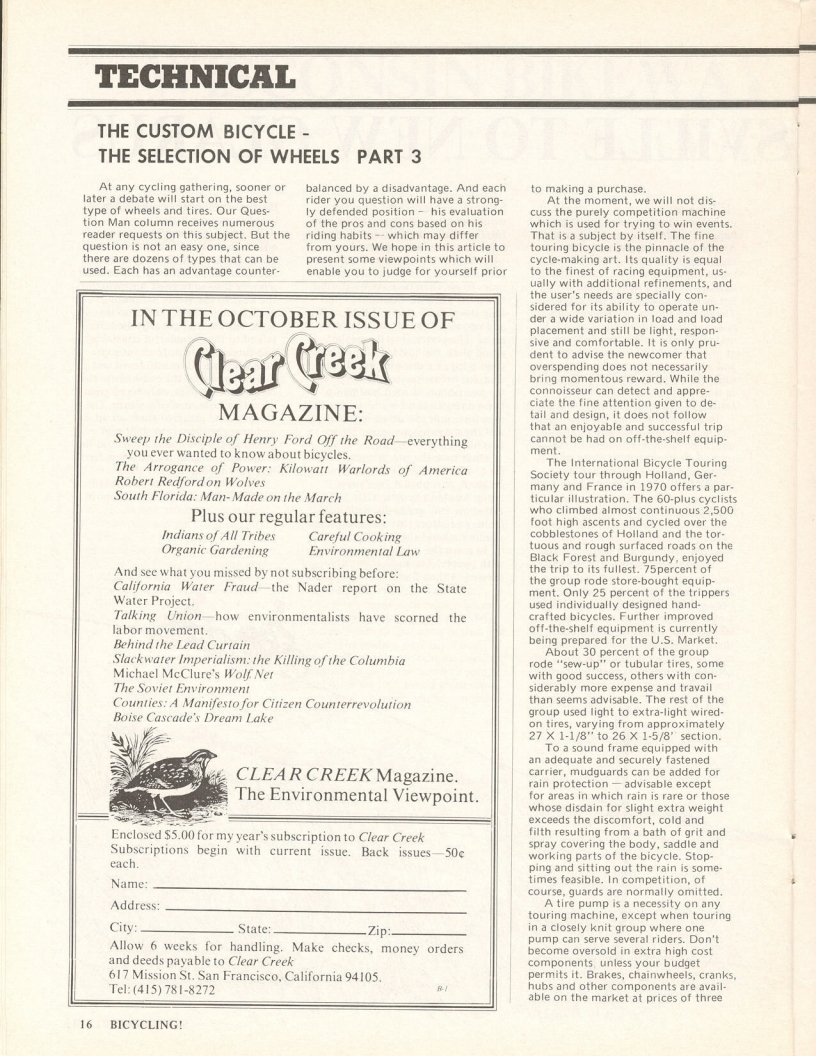 TECHNICAL
THE CUSTOM BICYCLE -
THE SELECTION OF WHEELS PART 3
At any cycling gathering, sooner or
later a debate will start on the best
type of wheels and tires. Our Ques-
tion Man column receives numerous
reader requests on this subject. But the
question is not an easy one, since
there are dozens of types that can be
used. Each has an advantage counter-
balanced by a disadvantage. And each
rider you question will have a strong-
ly defended position - his evaluation
of the pros and cons based on his
riding habits -- which may differ
from yours. We hope in this article to
present some viewpoints which will
enable you to judge for yourself prior
to making a purchase.
At the moment, we will not dis-
cuss the purely competition machine
which is used for trying to win events.
That is a subject by itself. The fine
touring bicycle is the pinnacle of the
cycle-making art. Its quality is equal
to the finest of racing equipment, us-
ually with additional refinements, and
the user's needs are specially con-
sidered for its ability to operate un-
der a wide variation in load and load
placement and still be light, respon-
sive and comfortable. It is only pru-
dent to advise the newcomer that
overspending does not necessarily
bring momentous reward. While the
connoisseur can detect and appre-
ciate the fine attention given to de-
tail and design, it does not follow
that an enjoyable and successful trip
cannot be had on off-the-shelf equip-
ment.
The International Bicycle Touring
Society tour through Holland, Ger-
many and France in 1970 offers a par-
ticular illustration. The 60-plus cyclists
who climbed almost continuous 2,500
foot high ascents and cycled over the
cobblestones of Holland and the tor-
tuous and rough surfaced roads on the
Black Forest and Burgundy, enjoyed
the trip to its fullest. 75percent of
the group rode store-bought equip-
ment. Only 25 percent of the trippers
used individually designed hand-
crafted bicycles. Further improved
off-the-shelf equipment is currently
being prepared for the U.S. Market.
About 30 percent of the group
rode "sew-up" or tubular tires, some
with good success, others with con-
siderably more expense and travail
than seems advisable. The rest of the
group used light to extra-light wired-
on tires, varying from approximately
27 X 1-1/8" to 26 X 1-5/8' section.
To a sound frame equipped with
an adequate and securely fastened
carrier, mudguards can be added for
rain protection — advisable except
for areas in which rain is rare or those
whose disdain for slight extra weight
exceeds the discomfort, cold and
filth resulting from a bath of grit and
spray covering the body, saddle and
working parts of the bicycle. Stop-
ping and sitting out the rain is some-
times feasible. In competition, of
course, guards are normally omitted.
A tire pump is a necessity on any
touring machine, except when touring
in a closely knit group where one
pump can serve several riders. Don't
become oversold in extra high cost
components unless your budget
permits it. Brakes, chainwheels, cranks,
hubs and other components are avail-
able on the market at prices of three
IN THE OCTOBER ISSUE OF
Clear Creek
MAGAZINE:
Sweep the Disciple of Henry Ford Off the Road—everything
you ever wanted to know about bicycles.
The Arrogance of Power: Kilowatt Warlords of America
Robert Redford on Wolves
South Florida: Man-Made on the March
Plus our regular features:
Indians of All Tribes Careful Cooking
Organic Gardening Environmental Law
And see what you missed by not subscribing before:
California Water Fraud—the Nader report on the State
Water Project.
Talking Union—how environmentalists have scorned the
labor movement.
Behind the Lead Curtain
Slackwater Imperialism: the Killing of the Columbia
Michael McClure's Wolf Net
The Soviet Environment
Counties: A Manifesto for Citizen Counterrevolution
Boise Cascade's Dream Lake
CLEAR CREEK Magazine.
The Environmental Viewpoint.
Enclosed $5.00 for my year's subscription to Clear Creek
Subscriptions begin with current issue. Back issues—50¢
each.
Name:
Address:
City: State: Zip:
Allow 6 weeks for handling. Make checks, money orders
and deeds payable to Clear Creek
617 Mission St. San Francisco, California 94105.
Tel: (415) 781-8272
16 BICYCLING!